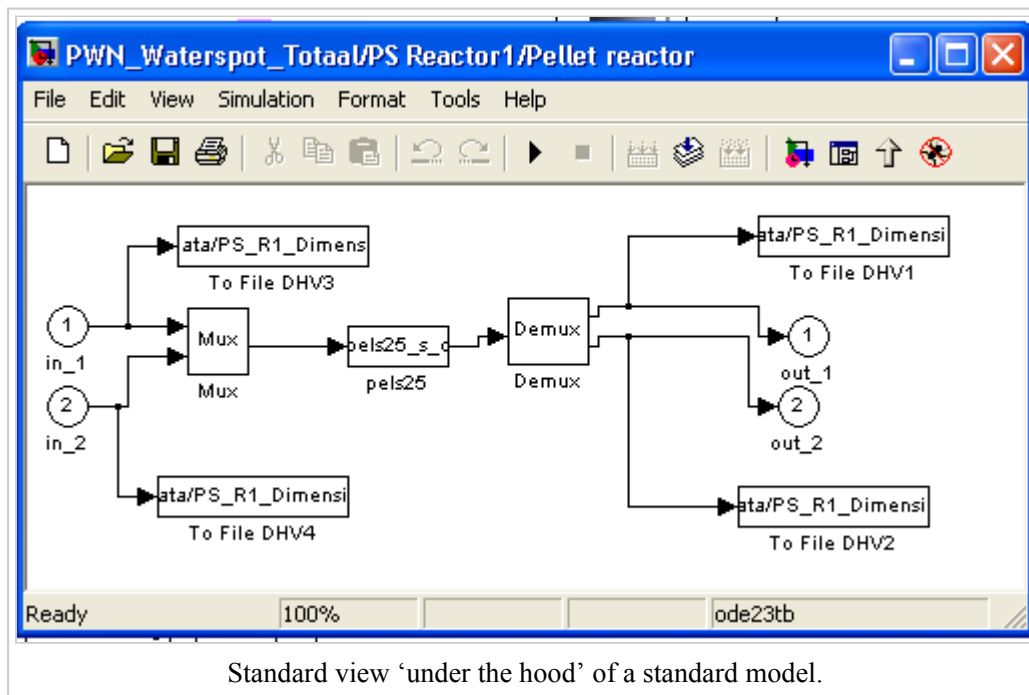 PWN_Waterspot_Totaal/PS Reactor1/Pellet reactor
File Edit View Simulation Format Tools Help
ata/PS_R1_Dimens
To File DHV3
ata/PS_R1_Dimensi
To File DHV1
1
in_1
Mux
Mux
pels25_s_c
pels25
Demux
Demux
1
out_1
2
in_2
2
out_2
ata/PS_R1_Dimensi
To File DHV4
ata/PS_R1_Dimensi
To File DHV2
Ready 100% ode23tb
Standard view ‘under the hood’ of a standard model.